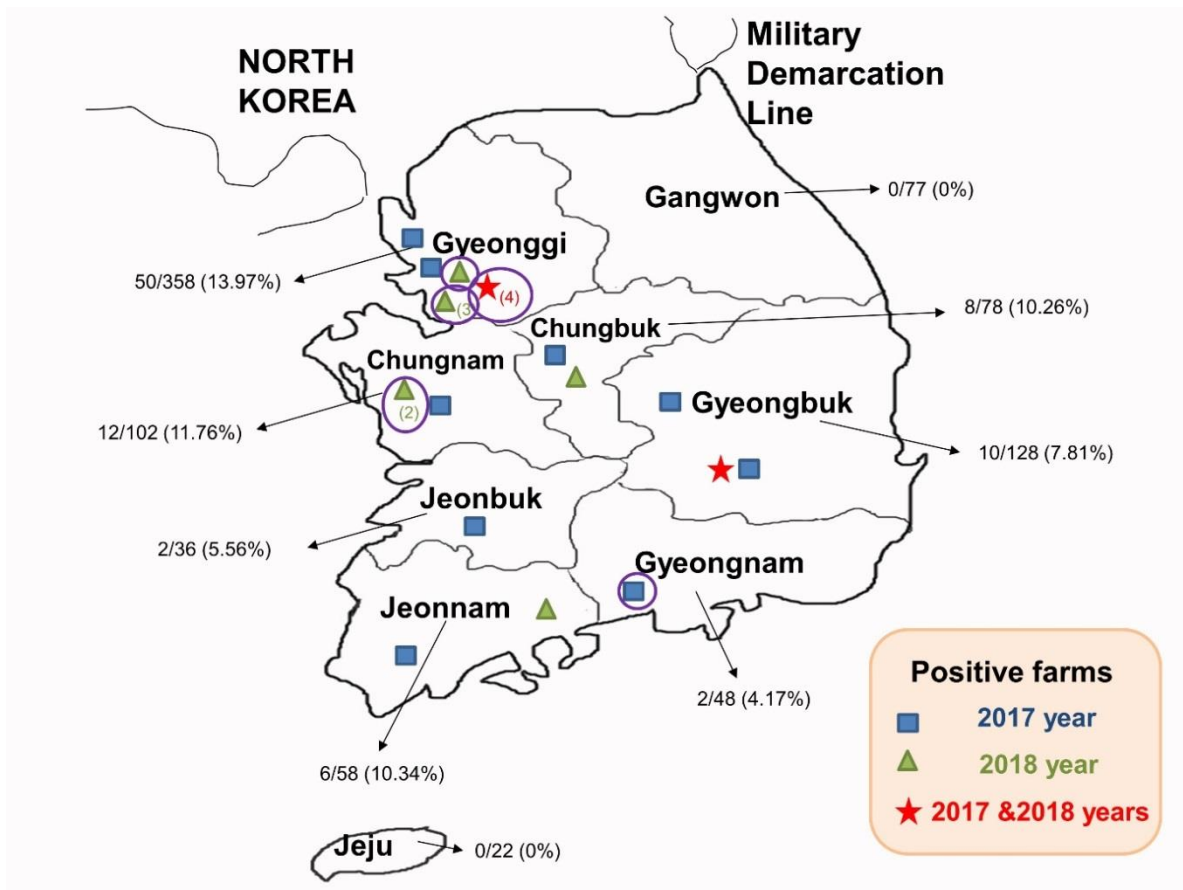 NORTH
KOREA
Military
Demarcation
Line
Gangwon
0/77 (0%)
Gyeonggi
50/358 (13.97%)
(4)
(3
Chungbuk
8/78 (10.26%)
Chungnam
(2)
12/102 (11.76%)
Gyeongbuk
10/128 (7.81%)
Jeonbuk
2/36 (5.56%)
Gyeongnam
2/48 (4.17%)
Jeonnam
6/58 (10.34%)
Jeju
0/22 (0%)
Positive farms
2017 year
2018 year
2017 &2018 years